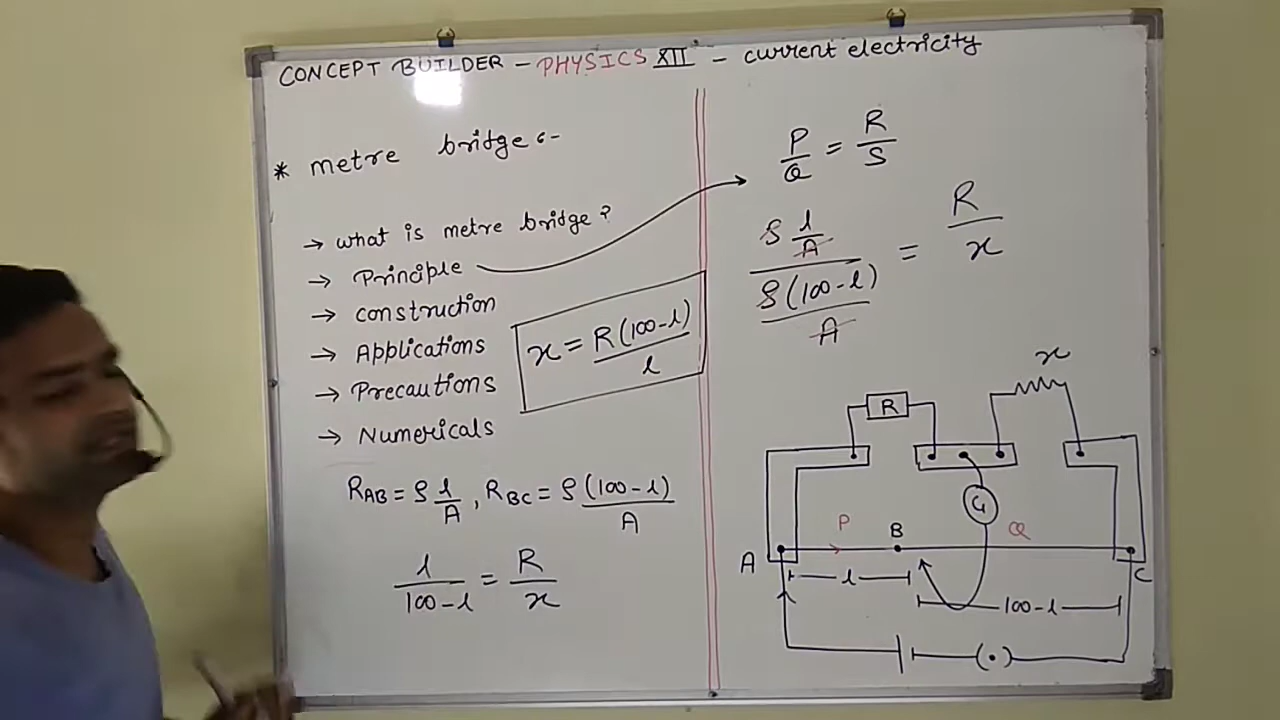 CONCEPT BUILDER - PHYSICS XII - current electricity
* metre bridge :-
→ what is metre bridge?
→ Principle
→ construction
→ Applications
→ Precautions
→ Numericals
x = R(100-l)/l
R_AB = ρ l/A , R_BC = ρ (100-l)/A
l/(100-l) = R/x
P/Q = R/S
(ρ l/A)/(ρ(100-l)/A) = R/x
x
R
G
P
B
Q
A
C
l
100-l